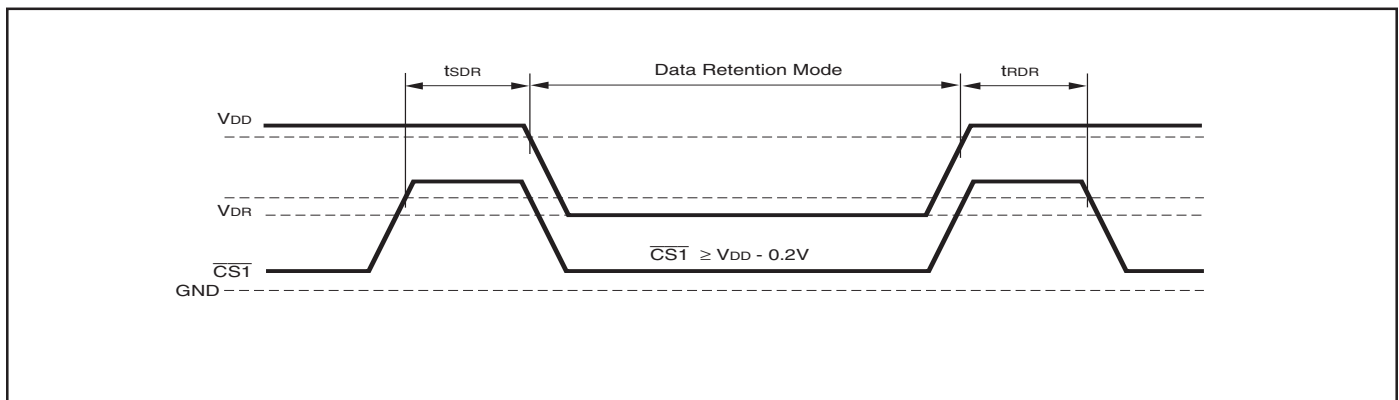 tSDR Data Retention Mode tRDR
VDD
VDR
CS1 ≥ VDD - 0.2V
CS1
GND